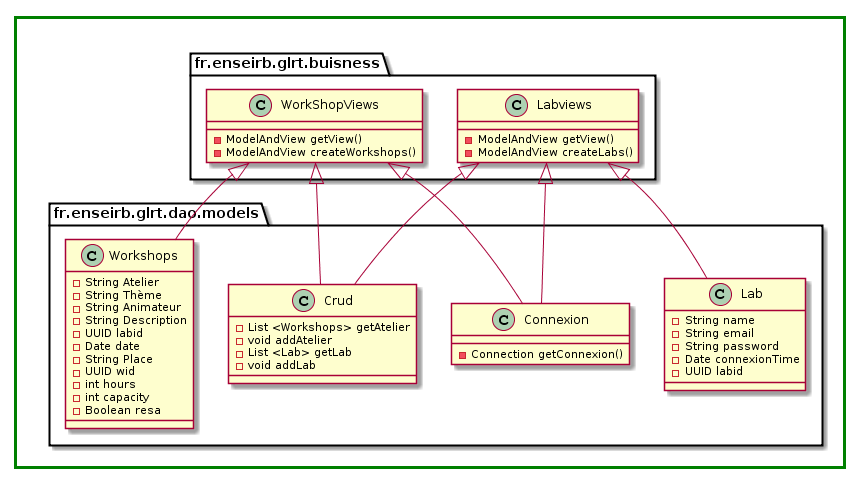 fr.enseirb.glrt.buisness
C WorkShopViews
ModelAndView getView()
ModelAndView createWorkshops()
C Labviews
ModelAndView getView()
ModelAndView createLabs()
fr.enseirb.glrt.dao.models
C Workshops
String Atelier
String Thème
String Animateur
String Description
UUID labid
Date date
String Place
UUID wid
int hours
int capacity
Boolean resa
C Crud
List <Workshops> getAtelier
void addAtelier
List <Lab> getLab
void addLab
C Connexion
Connection getConnexion()
C Lab
String name
String email
String password
Date connexionTime
UUID labid